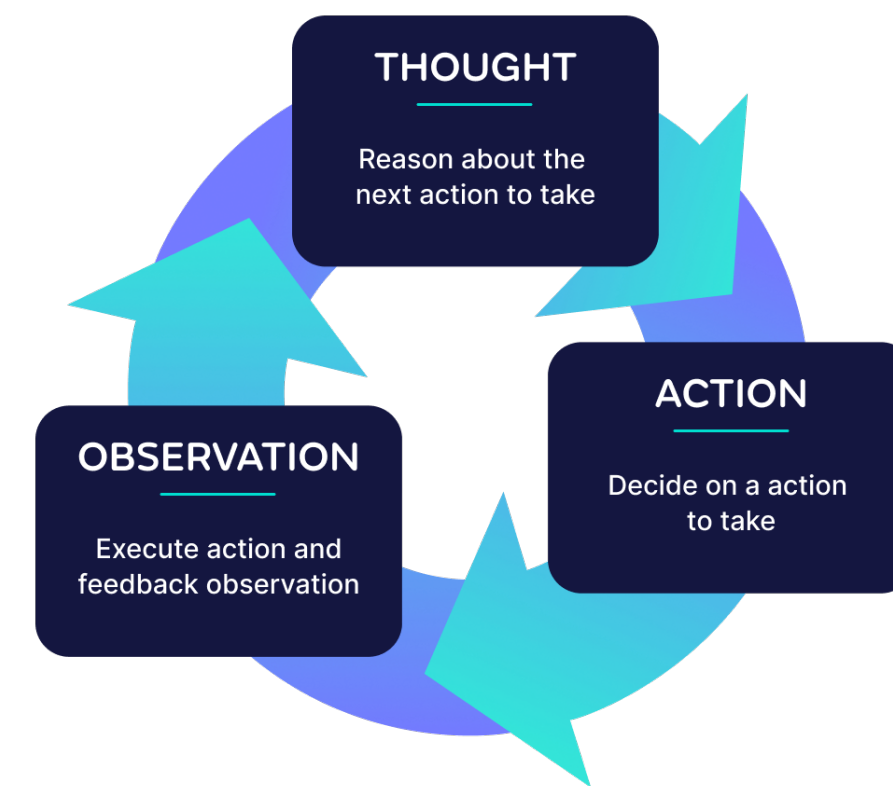 THOUGHT
Reason about the
next action to take
ACTION
Decide on a action
to take
OBSERVATION
Execute action and
feedback observation